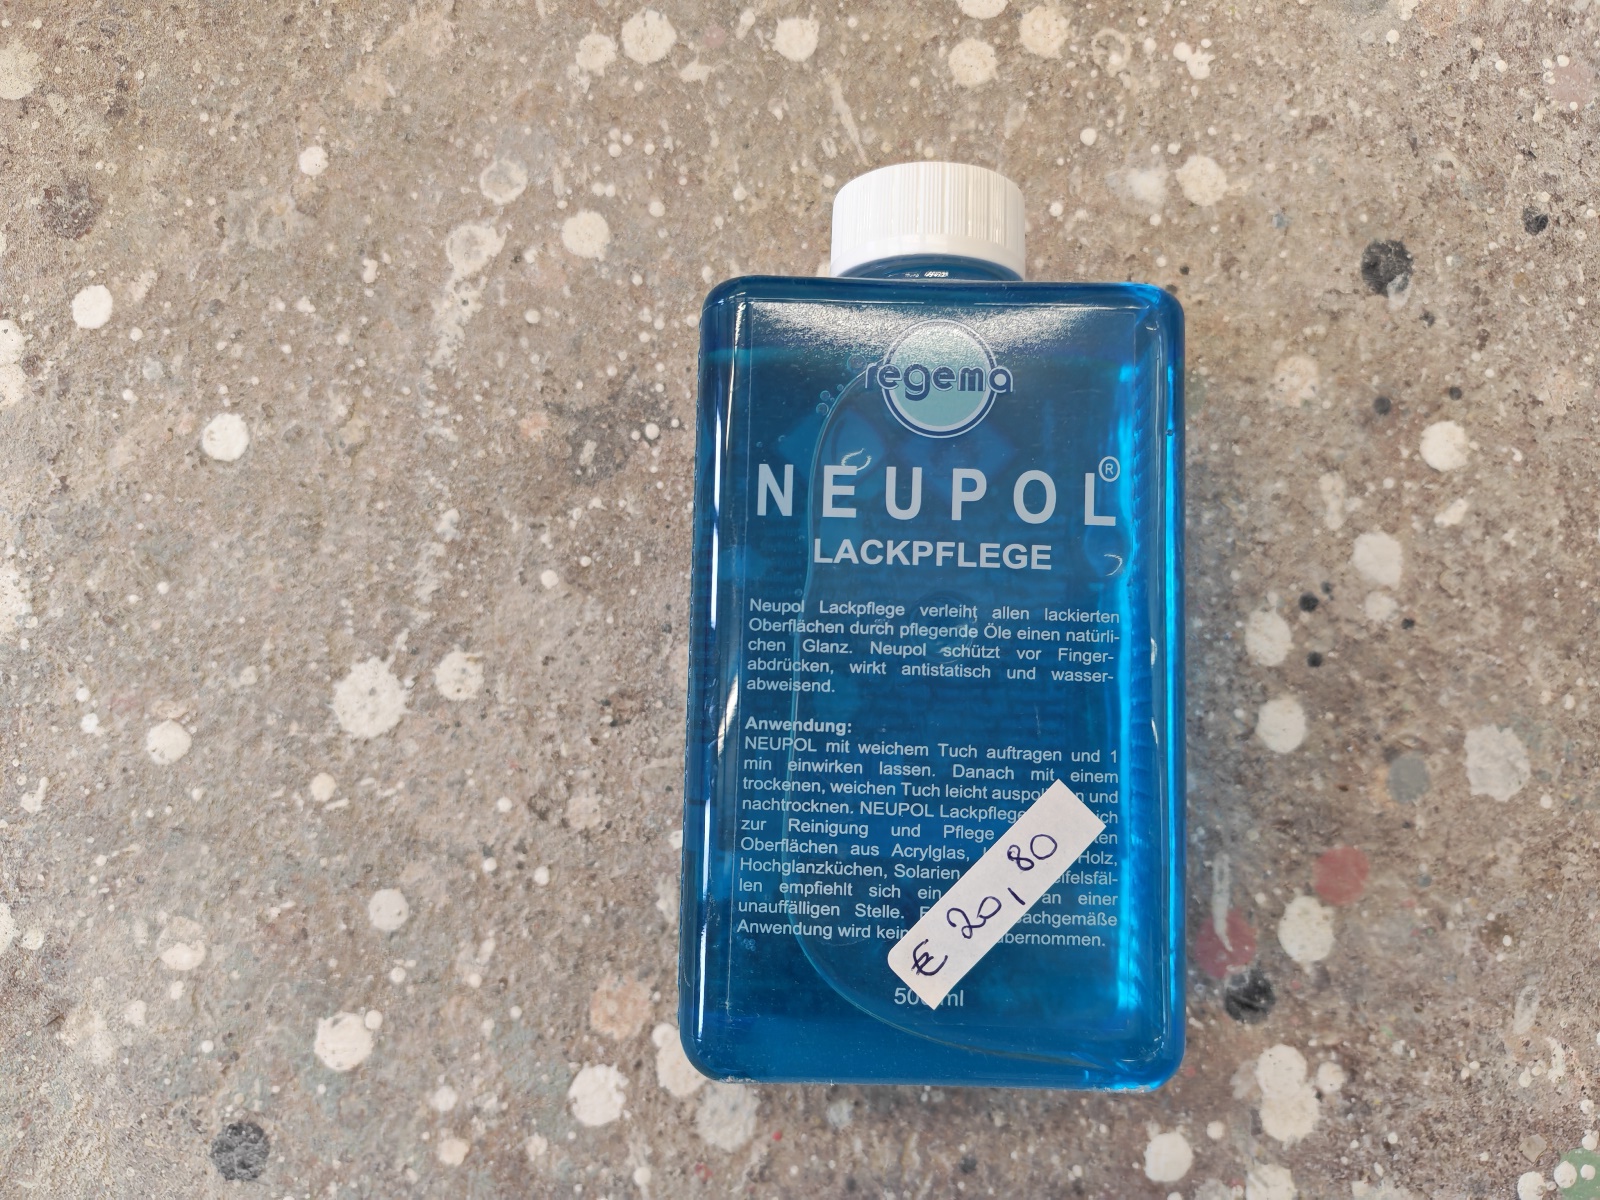 regema
NEUPOL®
LACKPFLEGE
Neupol Lackpflege verleiht allen lackierten
Oberflächen durch pflegende Öle einen natürli-
chen Glanz. Neupol schützt vor Finger-
abdrücken, wirkt antistatisch und wasser-
abweisend.
Anwendung:
NEUPOL mit weichem Tuch auftragen und 1
min einwirken lassen. Danach mit einem
trockenen, weichen Tuch leicht und
nachtrocknen. NEUPOL Lackpflege
zur Reinigung und Pflege
Oberflächen aus Acrylglas, Holz,
Hochglanzküchen, Solarien
len empfiehlt sich ein an einer
unauffälligen Stelle.
Anwendung wird übernommen.
€ 20,80
ml